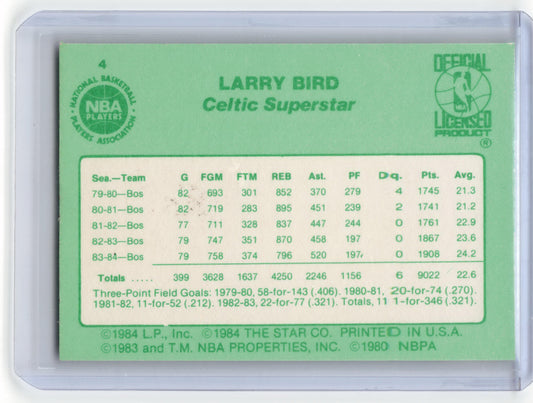 4
NATIONAL BASKETBALL
NBA
PLAYERS
PLAYERS ASSOCIATION
LARRY BIRD
Celtic Superstar
OFFICIAL
LICENSED
PRODUCT
®
Sea.—Team G FGM FTM REB Ast. PF Dq. Pts. Avg.
79-80—Bos 82 693 301 852 370 279 4 1745 21.3
80-81—Bos 82 719 283 895 451 239 2 1741 21.2
81-82—Bos 77 711 328 837 447 244 0 1761 22.9
82-83—Bos 79 747 351 870 458 197 0 1867 23.6
83-84—Bos 79 758 374 796 520 197 0 1908 24.2
Totals ..... 399 3628 1637 4250 2246 1156 6 9022 22.6
Three-Point Field Goals: 1979-80, 58-for-143 (.406). 1980-81, 20-for-74 (.270).
1981-82, 11-for-52 (.212). 1982-83, 22-for-77 (.321). Totals, 11 1-for-346 (.321).
©1984 L.P., Inc. ©1984 THE STAR CO. PRINTED IN U.S.A.
©1983 and T.M. NBA PROPERTIES, INC. ©1980 NBPA